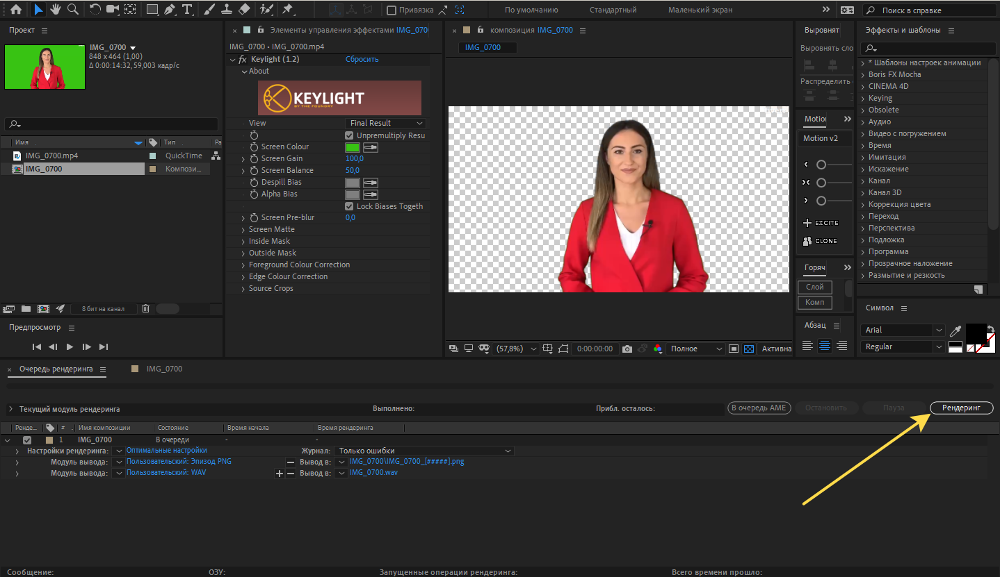 Привязка
По умолчанию
Стандартный
Маленький экран
Поиск в справке
Проект
IMG_0700
848 x 464 (1,00)
Δ 0:00:14:32, 59,003 кадр/с
Имя
Тип
Ра
IMG_0700.mp4
QuickTime
IMG_0700
Компози...
8 бит на канал
Предпросмотр
Элементы управления эффектами IMG_070
IMG_0700 • IMG_0700.mp4
fx Keylight (1.2)
Сбросить
About
KEYLIGHT
BY THE FOUNDRY
View
Final Result
Unpremultiply Resu
Screen Colour
Screen Gain
100,0
Screen Balance
50,0
Despill Bias
Alpha Bias
Lock Biases Togeth
Screen Pre-blur
0,0
Screen Matte
Inside Mask
Outside Mask
Foreground Colour Correction
Edge Colour Correction
Source Crops
композиция IMG_0700
IMG_0700
(57,8%)
0:00:00:00
Полное
Активна
Выровнят
Выровнять сло
Распределить
Motion
Motion v2
EXCITE
CLONE
Горяч
Слой
Комп
Абзац
Эффекты и шаблоны
* Шаблоны настроек анимации
Boris FX Mocha
CINEMA 4D
Keying
Obsolete
Аудио
Видео с погружением
Время
Имитация
Искажение
Канал
Канал 3D
Коррекция цвета
Переход
Перспектива
Подложка
Программа
Прозрачное наложение
Размытие и резкость
Символ
Arial
Regular
Очередь рендеринга
IMG_0700
Текущий модуль рендеринга
Выполнено:
Прибл. осталось:
В очередь AME
Остановить
Пауза
Рендеринг
Ренде...
#
Имя композиции
Состояние
Время начала
Время рендеринга
1
IMG_0700
В очереди
-
-
Настройки рендеринга:
Оптимальные настройки
Журнал:
Только ошибки
Модуль вывода:
Пользовательский: Эпизод PNG
Вывод в:
IMG_0700\IMG_0700_[#####].png
Модуль вывода:
Пользовательский: WAV
Вывод в:
IMG_0700.wav
Сообщение:
ОЗУ:
Запущенные операции рендеринга:
Всего времени прошло: